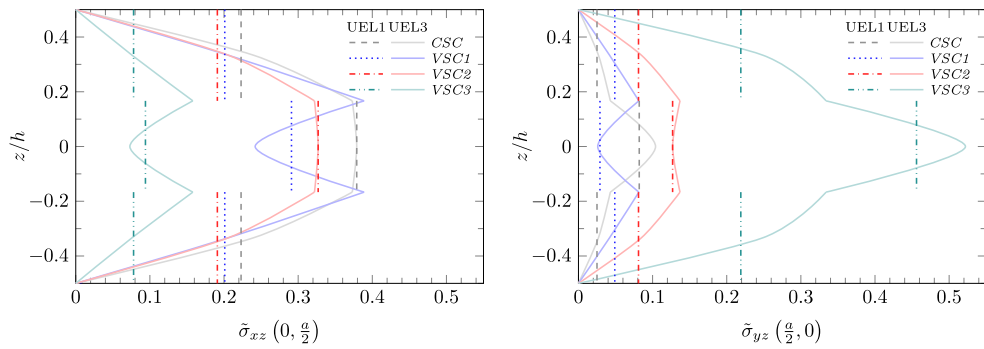 UEL1 UEL3
CSC
VSC1
VSC2
VSC3
z/h
0.4
0.2
0
−0.2
−0.4
0 0.1 0.2 0.3 0.4 0.5
σ̃xz (0, a/2)
UEL1 UEL3
CSC
VSC1
VSC2
VSC3
z/h
0.4
0.2
0
−0.2
−0.4
0 0.1 0.2 0.3 0.4 0.5
σ̃yz (a/2, 0)